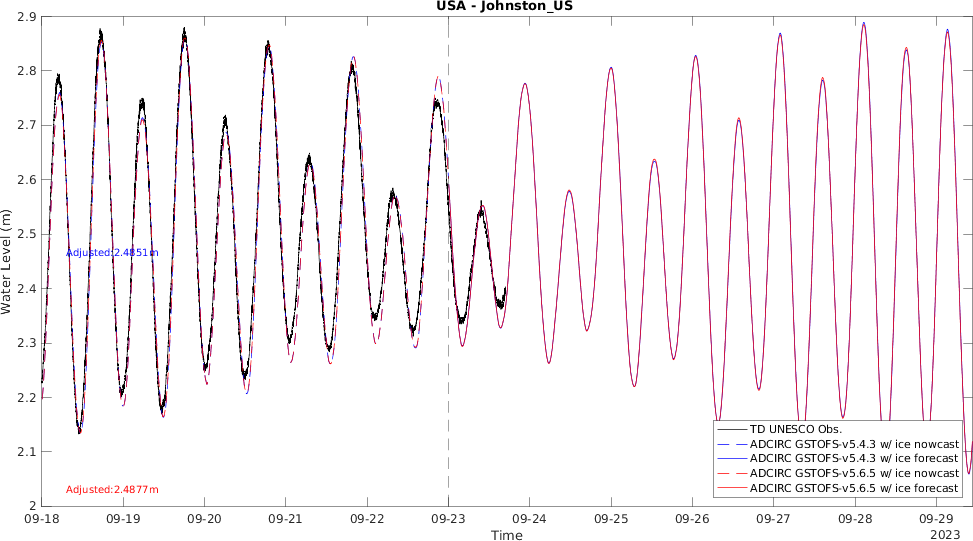 USA - Johnston_US
2.9
2.8
2.7
2.6
2.5
2.4
2.3
2.2
2.1
2
Water Level (m)
Adjusted:2.4851m
Adjusted:2.4877m
TD UNESCO Obs.
ADCIRC GSTOFS-v5.4.3 w/ ice nowcast
ADCIRC GSTOFS-v5.4.3 w/ ice forecast
ADCIRC GSTOFS-v5.6.5 w/ ice nowcast
ADCIRC GSTOFS-v5.6.5 w/ ice forecast
09-18 09-19 09-20 09-21 09-22 09-23 09-24 09-25 09-26 09-27 09-28 09-29
2023
Time